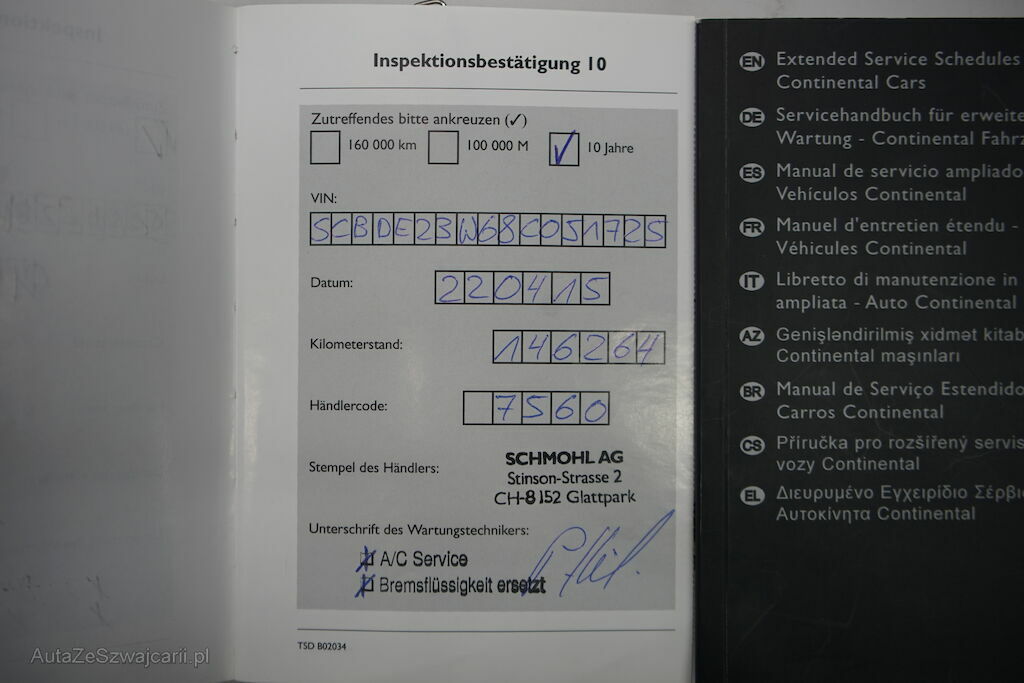 Inspektionsbestätigung 10
Zutreffendes bitte ankreuzen (✓)
160 000 km
100 000 M
✓ 10 Jahre
VIN:
SCBDE23W68C051725
Datum:
220415
Kilometerstand:
146264
Händlercode:
7560
Stempel des Händlers:
SCHMOHL AG
Stinson-Strasse 2
CH-8152 Glattpark
Unterschrift des Wartungstechnikers:
A/C Service
Bremsflüssigkeit ersetzt
TSD B02034
EN Extended Service Schedules
Continental Cars
DE Servicehandbuch für erweite
Wartung - Continental Fahrz
ES Manual de servicio ampliado
Vehículos Continental
FR Manuel d'entretien étendu -
Véhicules Continental
IT Libretto di manutenzione in
ampliata - Auto Continental
AZ Genişləndirilmiş xidmət kitab
Continental maşınları
BR Manual de Serviço Estendido
Carros Continental
CS Příručka pro rozšířený servis
vozy Continental
EL Διευρυμένο Εγχειρίδιο Σέρβι
Αυτοκίνητα Continental
AutaZeSzwajcarii.pl